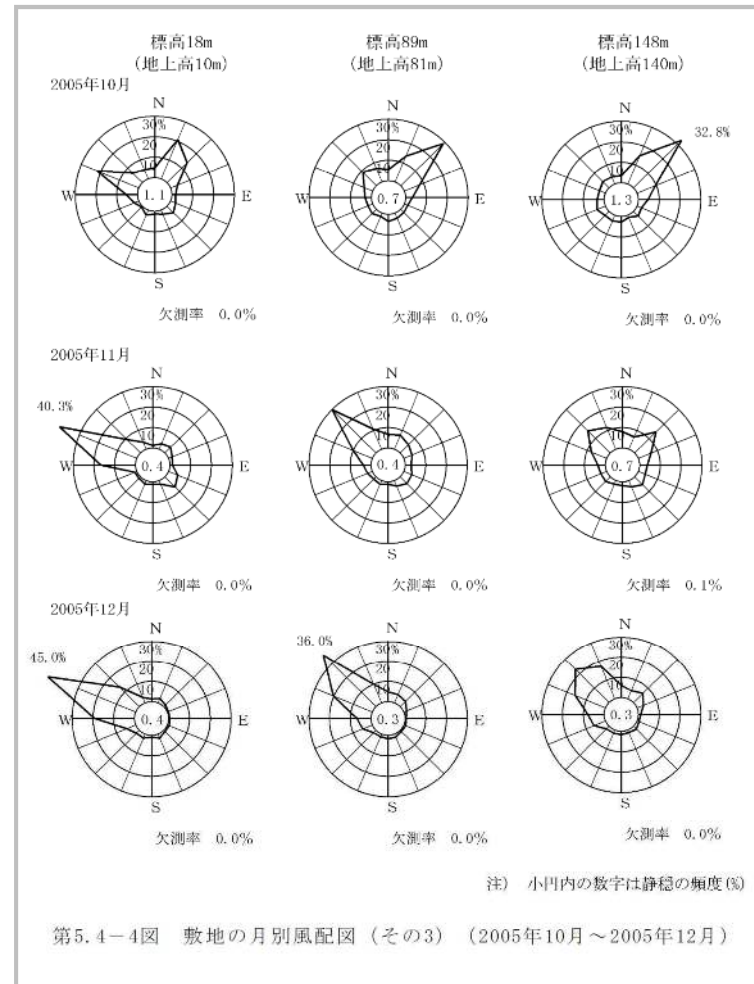 標高18m 標高89m 標高148m
(地上高10m) (地上高81m) (地上高140m)
2005年10月
N N N
30% 30% 30% 32.8%
20 20 20
10 10 10
W 1.1 E W 0.7 E W 1.3 E
S S S
欠測率 0.0% 欠測率 0.0% 欠測率 0.0%
2005年11月
N N N
40.3% 30% 30% 30%
20 20 20
10 10 10
W 0.4 E W 0.4 E W 0.7 E
S S S
欠測率 0.0% 欠測率 0.0% 欠測率 0.1%
2005年12月
N N N
45.0% 30% 36.0% 30% 30%
20 20 20
10 10 10
W 0.4 E W 0.3 E W 0.3 E
S S S
欠測率 0.0% 欠測率 0.0% 欠測率 0.0%
注) 小円内の数字は静穏の頻度(%)
第5.4-4図 敷地の月別風配図(その3) (2005年10月~2005年12月)